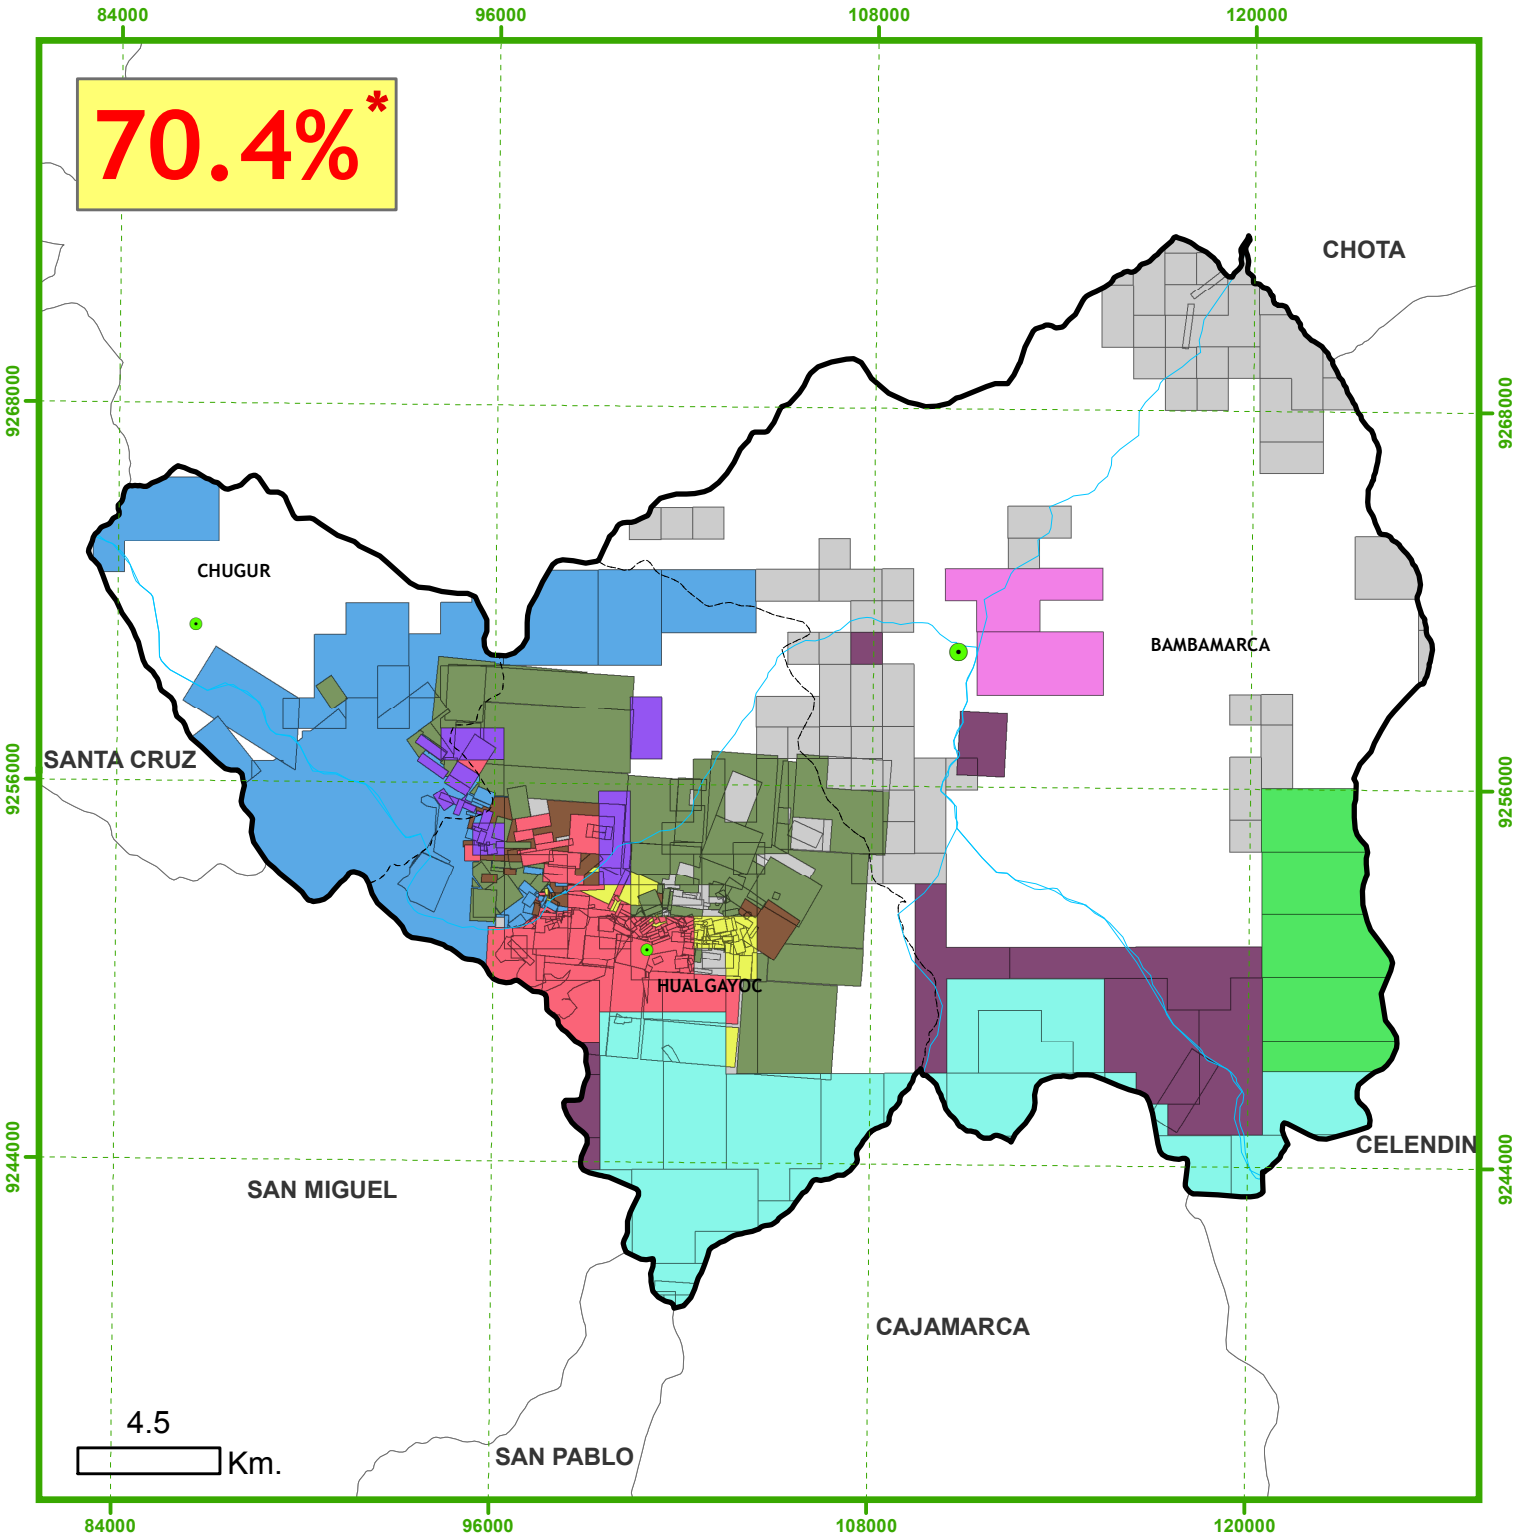 84000 96000 108000 120000
70.4%*
CHOTA
9268000 9268000
CHUGUR
BAMBAMARCA
SANTA CRUZ
9256000 9256000
HUALGAYOC
CELENDIN
9244000 9244000
SAN MIGUEL
CAJAMARCA
4.5
SAN PABLO
Km.
84000 96000 108000 120000